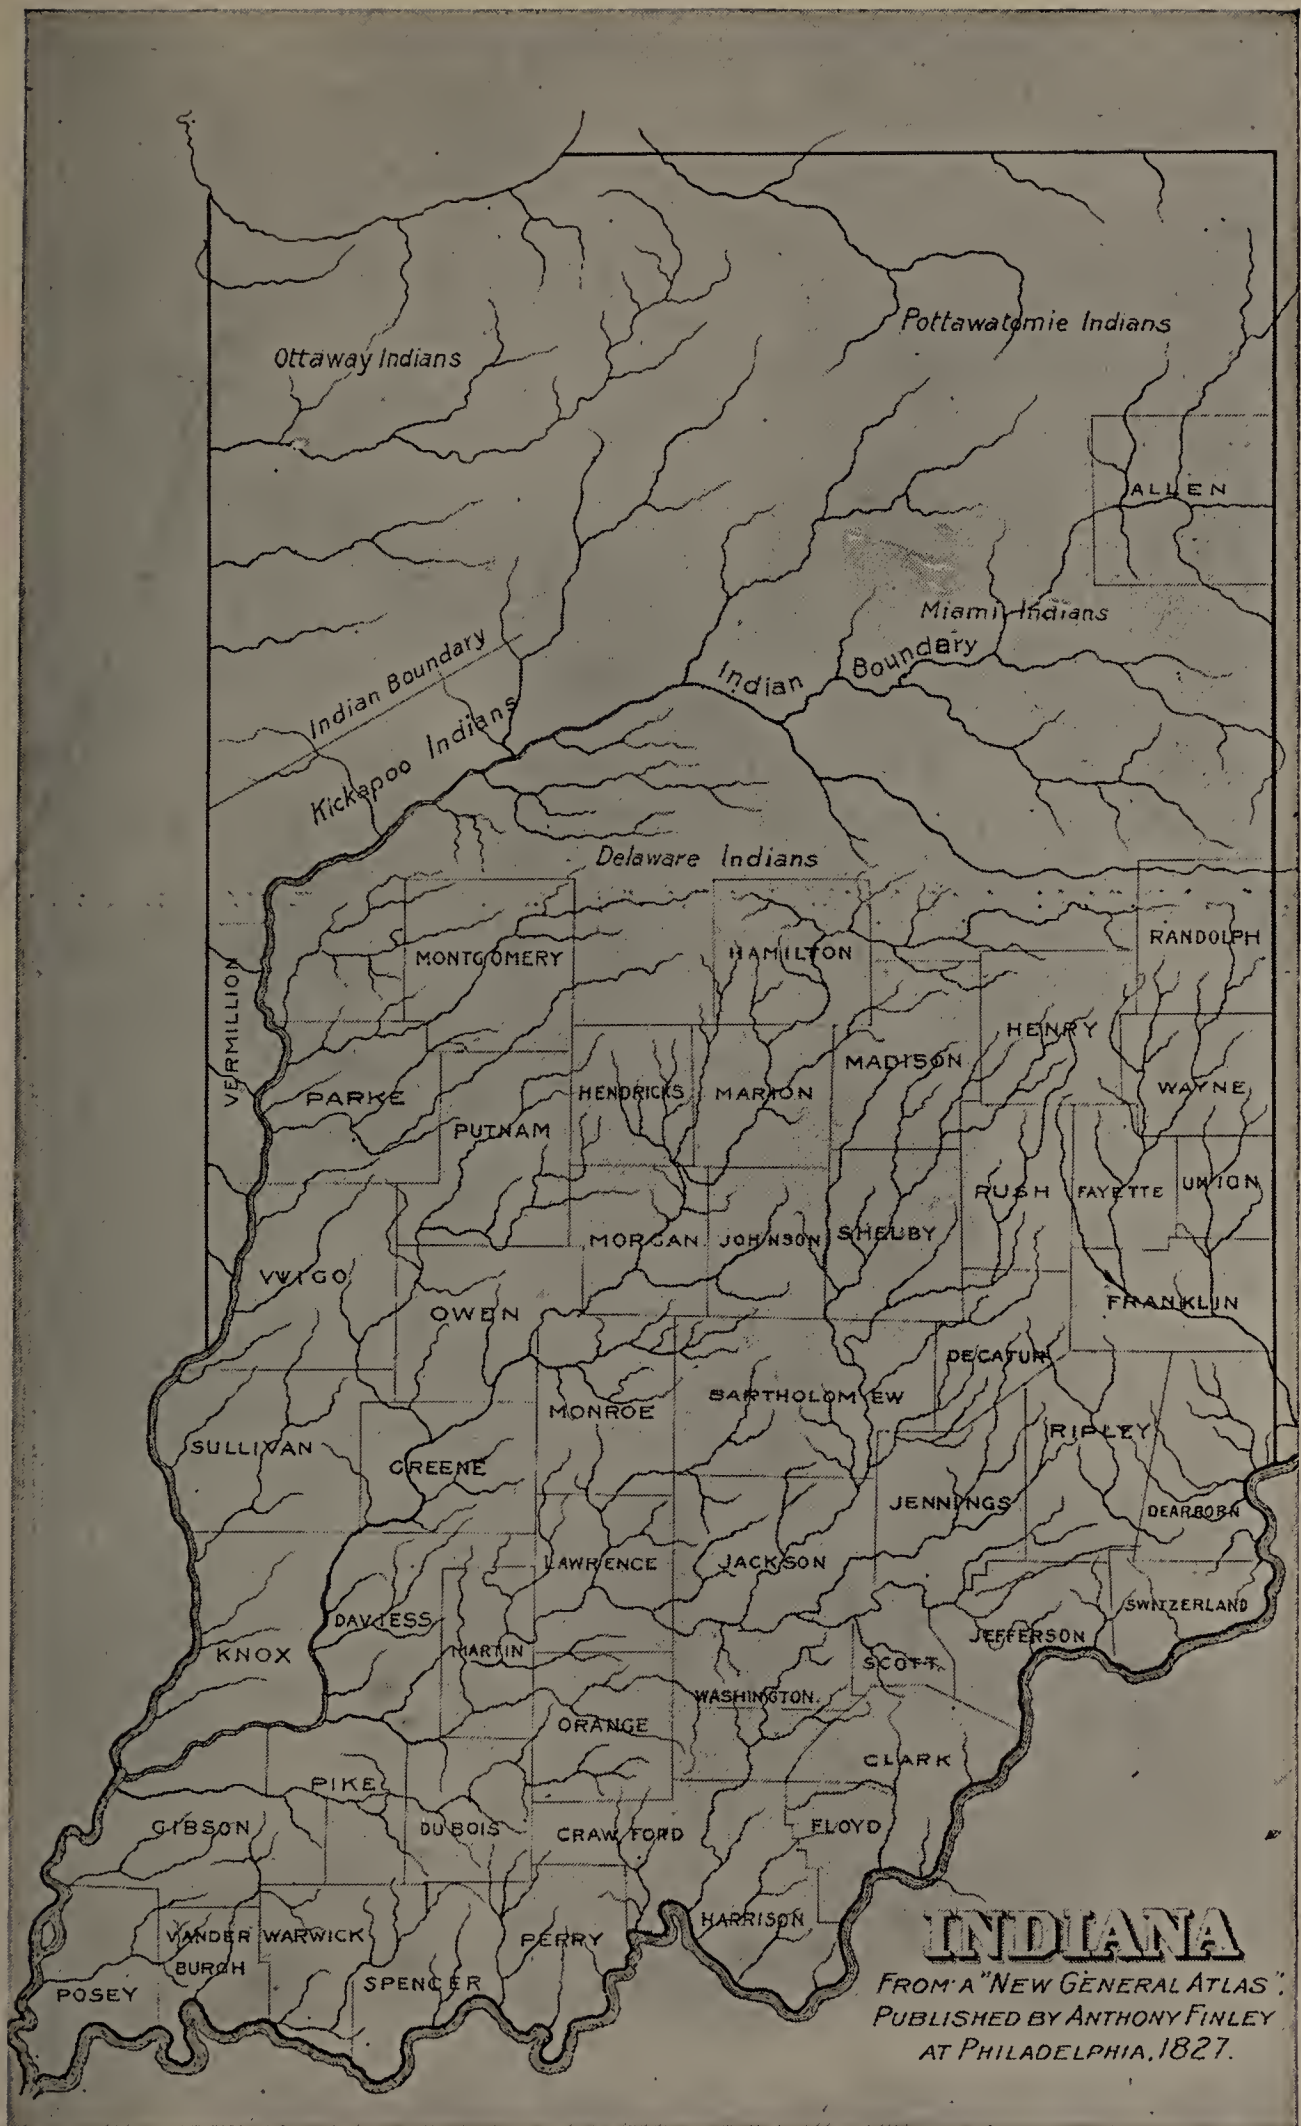 Pottawatomie Indians
Ottaway Indians
ALLEN
Miami Indians
Indian Boundary
Indian Boundary
Kickapoo Indians
Delaware Indians
RANDOLPH
HAMILTON
MONTGOMERY
VERMILLION
HENRY
MADISON
WAYNE
HENDRICKS
MARION
PARKE
PUTNAM
RUSH
FAYETTE
UNION
MORGAN
JOHNSON
SHELBY
VWIGO
OWEN
FRANKLIN
DECATUR
BARTHOLOMEW
MONROE
RIPLEY
SULLIVAN
GREENE
JENNINGS
DEARBORN
LAWRENCE
JACKSON
SWITZERLAND
DAVIESS
JEFFERSON
KNOX
MARTIN
SCOTT
WASHINGTON
ORANGE
CLARK
PIKE
GIBSON
DUBOIS
CRAWFORD
FLOYD
HARRISON
VANDER
BURGH
WARWICK
PERRY
SPENCER
POSEY
INDIANA
FROM A "NEW GENERAL ATLAS".
PUBLISHED BY ANTHONY FINLEY
AT PHILADELPHIA, 1827.